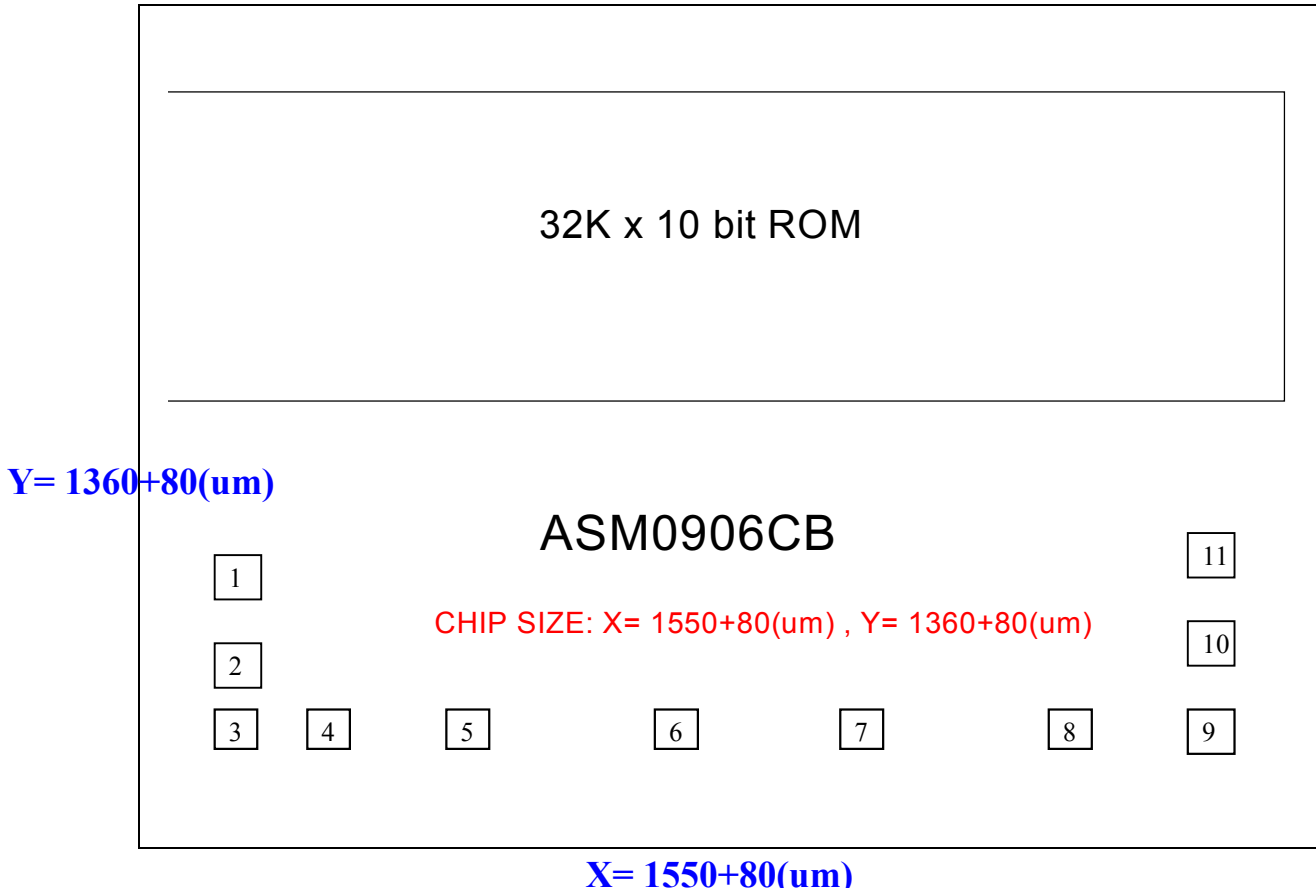 32K x 10 bit ROM
Y= 1360+80(um)
ASM0906CB
11
1
CHIP SIZE: X= 1550+80(um) , Y= 1360+80(um)
10
2
3 4 5 6 7 8 9
X= 1550+80(um)